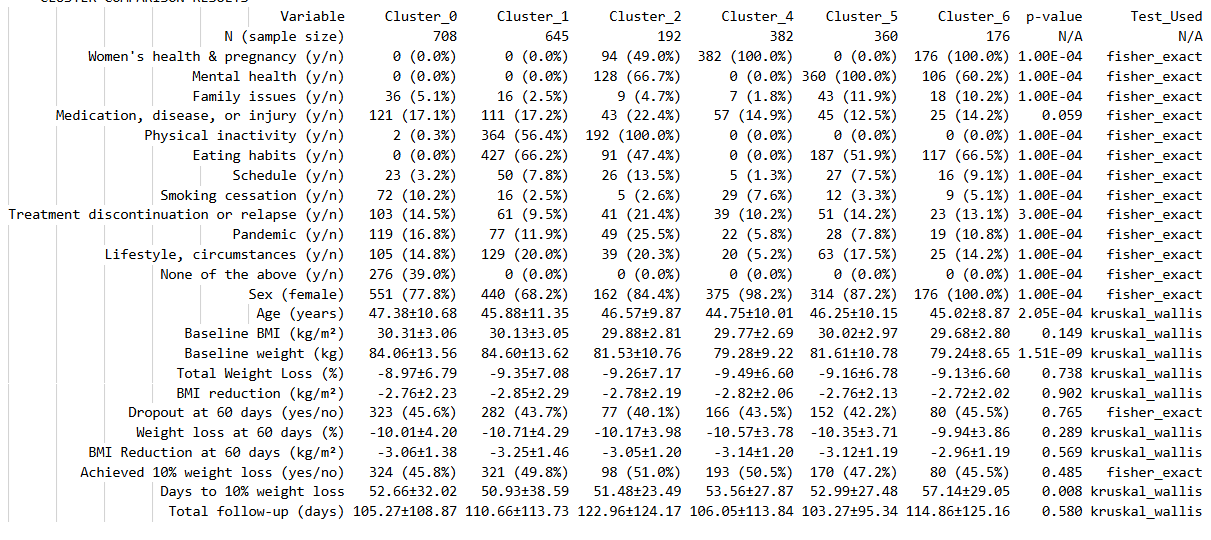 CLUSTER COMPARISON RESULTS
Variable Cluster_0 Cluster_1 Cluster_2 Cluster_4 Cluster_5 Cluster_6 p-value Test_Used
N (sample size) 708 645 192 382 360 176 N/A N/A
Women's health & pregnancy (y/n) 0 (0.0%) 0 (0.0%) 94 (49.0%) 382 (100.0%) 0 (0.0%) 176 (100.0%) 1.00E-04 fisher_exact
Mental health (y/n) 0 (0.0%) 0 (0.0%) 128 (66.7%) 0 (0.0%) 360 (100.0%) 106 (60.2%) 1.00E-04 fisher_exact
Family issues (y/n) 36 (5.1%) 16 (2.5%) 9 (4.7%) 7 (1.8%) 43 (11.9%) 18 (10.2%) 1.00E-04 fisher_exact
Medication, disease, or injury (y/n) 121 (17.1%) 111 (17.2%) 43 (22.4%) 57 (14.9%) 45 (12.5%) 25 (14.2%) 0.059 fisher_exact
Physical inactivity (y/n) 2 (0.3%) 364 (56.4%) 192 (100.0%) 0 (0.0%) 0 (0.0%) 0 (0.0%) 1.00E-04 fisher_exact
Eating habits (y/n) 0 (0.0%) 427 (66.2%) 91 (47.4%) 0 (0.0%) 187 (51.9%) 117 (66.5%) 1.00E-04 fisher_exact
Schedule (y/n) 23 (3.2%) 50 (7.8%) 26 (13.5%) 5 (1.3%) 27 (7.5%) 16 (9.1%) 1.00E-04 fisher_exact
Smoking cessation (y/n) 72 (10.2%) 16 (2.5%) 5 (2.6%) 29 (7.6%) 12 (3.3%) 9 (5.1%) 1.00E-04 fisher_exact
Treatment discontinuation or relapse (y/n) 103 (14.5%) 61 (9.5%) 41 (21.4%) 39 (10.2%) 51 (14.2%) 23 (13.1%) 3.00E-04 fisher_exact
Pandemic (y/n) 119 (16.8%) 77 (11.9%) 49 (25.5%) 22 (5.8%) 28 (7.8%) 19 (10.8%) 1.00E-04 fisher_exact
Lifestyle, circumstances (y/n) 105 (14.8%) 129 (20.0%) 39 (20.3%) 20 (5.2%) 63 (17.5%) 25 (14.2%) 1.00E-04 fisher_exact
None of the above (y/n) 276 (39.0%) 0 (0.0%) 0 (0.0%) 0 (0.0%) 0 (0.0%) 0 (0.0%) 1.00E-04 fisher_exact
Sex (female) 551 (77.8%) 440 (68.2%) 162 (84.4%) 375 (98.2%) 314 (87.2%) 176 (100.0%) 1.00E-04 fisher_exact
Age (years) 47.38±10.68 45.88±11.35 46.57±9.87 44.75±10.01 46.25±10.15 45.02±8.87 2.05E-04 kruskal_wallis
Baseline BMI (kg/m²) 30.31±3.06 30.13±3.05 29.88±2.81 29.77±2.69 30.02±2.97 29.68±2.80 0.149 kruskal_wallis
Baseline weight (kg) 84.06±13.56 84.60±13.62 81.53±10.76 79.28±9.22 81.61±10.78 79.24±8.65 1.51E-09 kruskal_wallis
Total Weight Loss (%) -8.97±6.79 -9.35±7.08 -9.26±7.17 -9.49±6.60 -9.16±6.78 -9.13±6.60 0.738 kruskal_wallis
BMI reduction (kg/m²) -2.76±2.23 -2.85±2.29 -2.78±2.19 -2.82±2.06 -2.76±2.13 -2.72±2.02 0.902 kruskal_wallis
Dropout at 60 days (yes/no) 323 (45.6%) 282 (43.7%) 77 (40.1%) 166 (43.5%) 152 (42.2%) 80 (45.5%) 0.765 fisher_exact
Weight loss at 60 days (%) -10.01±4.20 -10.71±4.29 -10.17±3.98 -10.57±3.78 -10.35±3.71 -9.94±3.86 0.289 kruskal_wallis
BMI Reduction at 60 days (kg/m²) -3.06±1.38 -3.25±1.46 -3.05±1.20 -3.14±1.20 -3.12±1.19 -2.96±1.19 0.569 kruskal_wallis
Achieved 10% weight loss (yes/no) 324 (45.8%) 321 (49.8%) 98 (51.0%) 193 (50.5%) 170 (47.2%) 80 (45.5%) 0.485 fisher_exact
Days to 10% weight loss 52.66±32.02 50.93±38.59 51.48±23.49 53.56±27.87 52.99±27.48 57.14±29.05 0.008 kruskal_wallis
Total follow-up (days) 105.27±108.87 110.66±113.73 122.96±124.17 106.05±113.84 103.27±95.34 114.86±125.16 0.580 kruskal_wallis